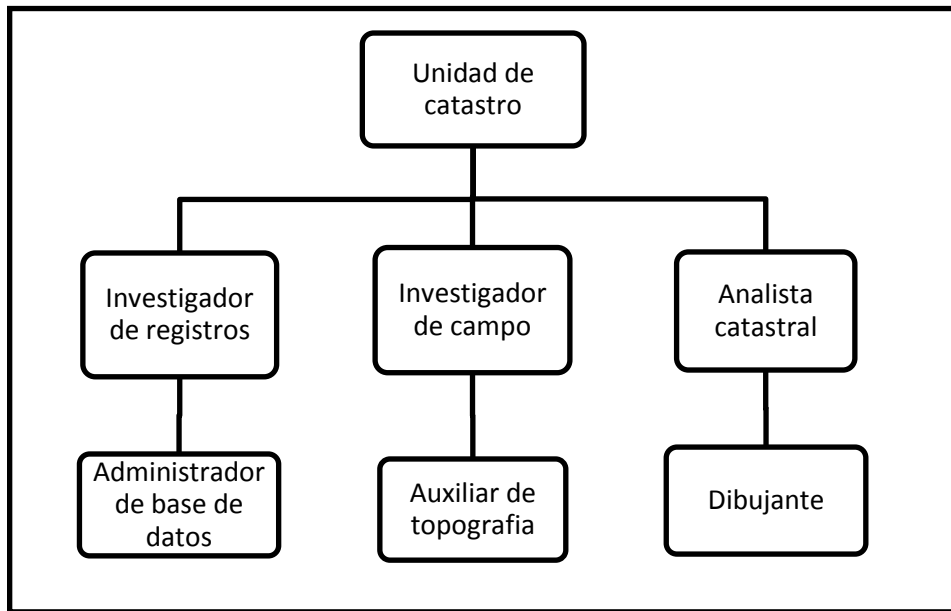 Unidad de
catastro
Investigador
de registros
Investigador
de campo
Analista
catastral
Administrador
de base de
datos
Auxiliar de
topografia
Dibujante